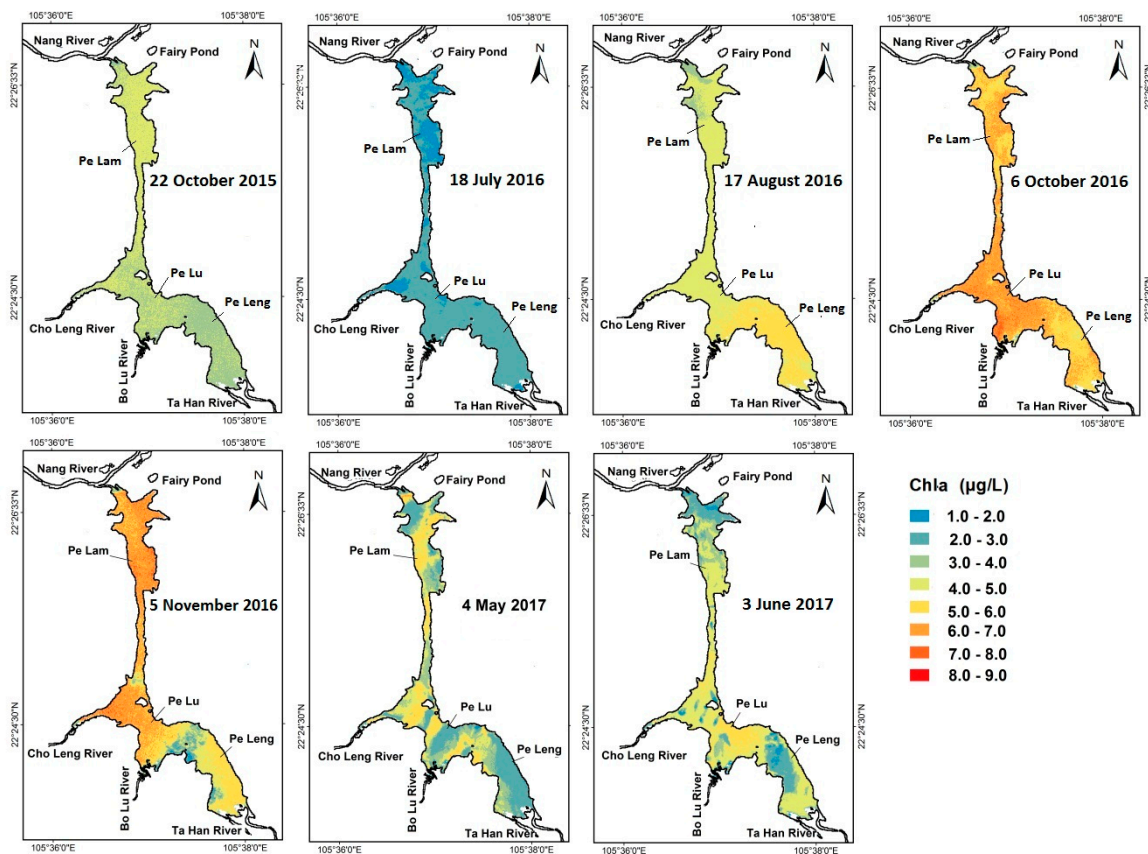 105°36'0"E
105°38'0"E
105°36'0"E
105°38'0"E
105°36'0"E
105°38'0"E
105°36'0"E
105°38'0"E
Nang River
Fairy Pond
N
22°26'33"N
Pe Lam
22 October 2015
Pe Lu
22°24'30"N
Pe Leng
Cho Leng River
Bo Lu River
Ta Han River
105°36'0"E
105°38'0"E
Nang River
Fairy Pond
N
Pe Lam
18 July 2016
Pe Lu
22°24'30"N
Pe Leng
Cho Leng River
Bo Lu River
Ta Han River
105°36'0"E
105°38'0"E
Nang River
Fairy Pond
N
22°26'33"N
Pe Lam
17 August 2016
Pe Lu
22°24'30"N
Pe Leng
Cho Leng River
Bo Lu River
Ta Han River
105°36'0"E
105°38'0"E
Nang River
Fairy Pond
N
22°26'33"N
Pe Lam
6 October 2016
Pe Lu
22°24'30"N
Pe Leng
Cho Leng River
Bo Lu River
Ta Han River
105°36'0"E
105°38'0"E
105°36'0"E
105°38'0"E
Nang River
Fairy Pond
N
22°26'33"N
Pe Lam
5 November 2016
Pe Lu
22°24'30"N
Pe Leng
Cho Leng River
Bo Lu River
Ta Han River
105°36'0"E
105°38'0"E
105°36'0"E
105°38'0"E
Nang River
Fairy Pond
N
22°26'33"N
Pe Lam
4 May 2017
Pe Lu
22°24'30"N
Pe Leng
Cho Leng River
Bo Lu River
Ta Han River
105°36'0"E
105°38'0"E
105°36'0"E
105°38'0"E
Nang River
Fairy Pond
N
22°26'33"N
Pe Lam
3 June 2017
Pe Lu
22°24'30"N
Pe Leng
Cho Leng River
Bo Lu River
Ta Han River
105°36'0"E
105°38'0"E
Chla (µg/L)
1.0 - 2.0
2.0 - 3.0
3.0 - 4.0
4.0 - 5.0
5.0 - 6.0
6.0 - 7.0
7.0 - 8.0
8.0 - 9.0